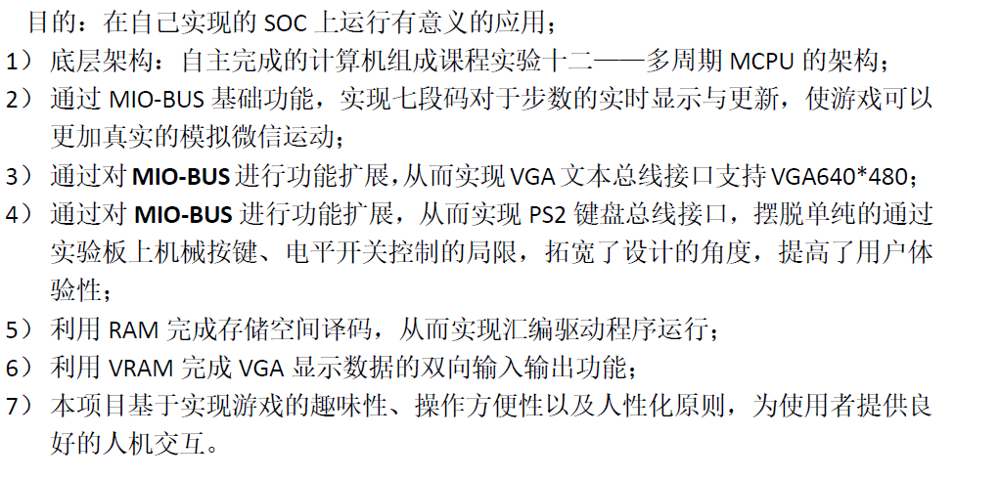 目的：在自己实现的 SOC 上运行有意义的应用；
1） 底层架构：自主完成的计算机组成课程实验十二——多周期 MCPU 的架构；
2） 通过 MIO-BUS 基础功能，实现七段码对于步数的实时显示与更新，使游戏可以
更加真实的模拟微信运动；
3） 通过对 MIO-BUS 进行功能扩展，从而实现 VGA 文本总线接口支持 VGA640*480；
4） 通过对 MIO-BUS 进行功能扩展，从而实现 PS2 键盘总线接口，摆脱单纯的通过
实验板上机械按键、电平开关控制的局限，拓宽了设计的角度，提高了用户体
验性；
5） 利用 RAM 完成存储空间译码，从而实现汇编驱动程序运行；
6） 利用 VRAM 完成 VGA 显示数据的双向输入输出功能；
7） 本项目基于实现游戏的趣味性、操作方便性以及人性化原则，为使用者提供良
好的人机交互。